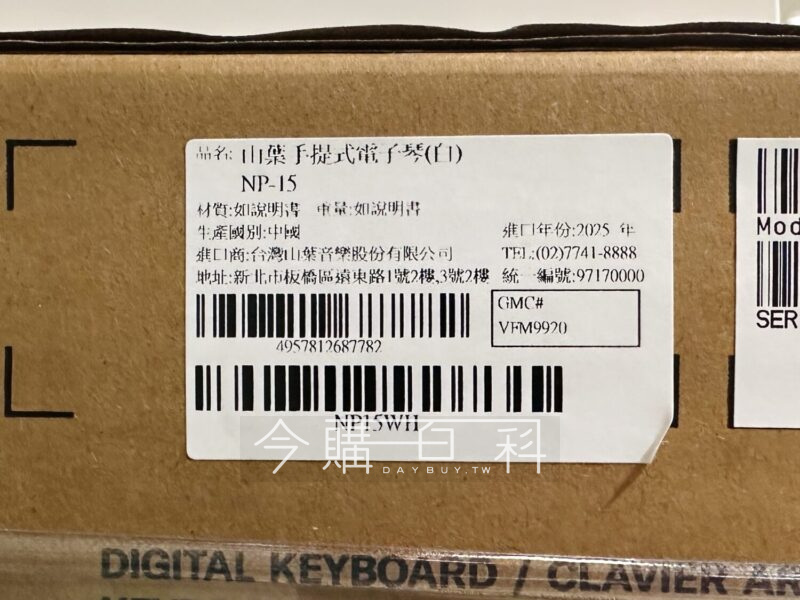 品名: 山葉手提式電子琴(白)
NP-15
材質:如說明書 重量:如說明書
生產國別:中國 進口年份:2025 年
進口商:台灣山葉音樂股份有限公司 TEL:(02)7741-8888
地址:新北市板橋區遠東路1號2樓,3號2樓 統一編號:97170000
GMC#
VFM9920
4957812687782
NP15WH
今購百科
DAYBUY.TW
Mod
SER
DIGITAL KEYBOARD / CLAVIER AR